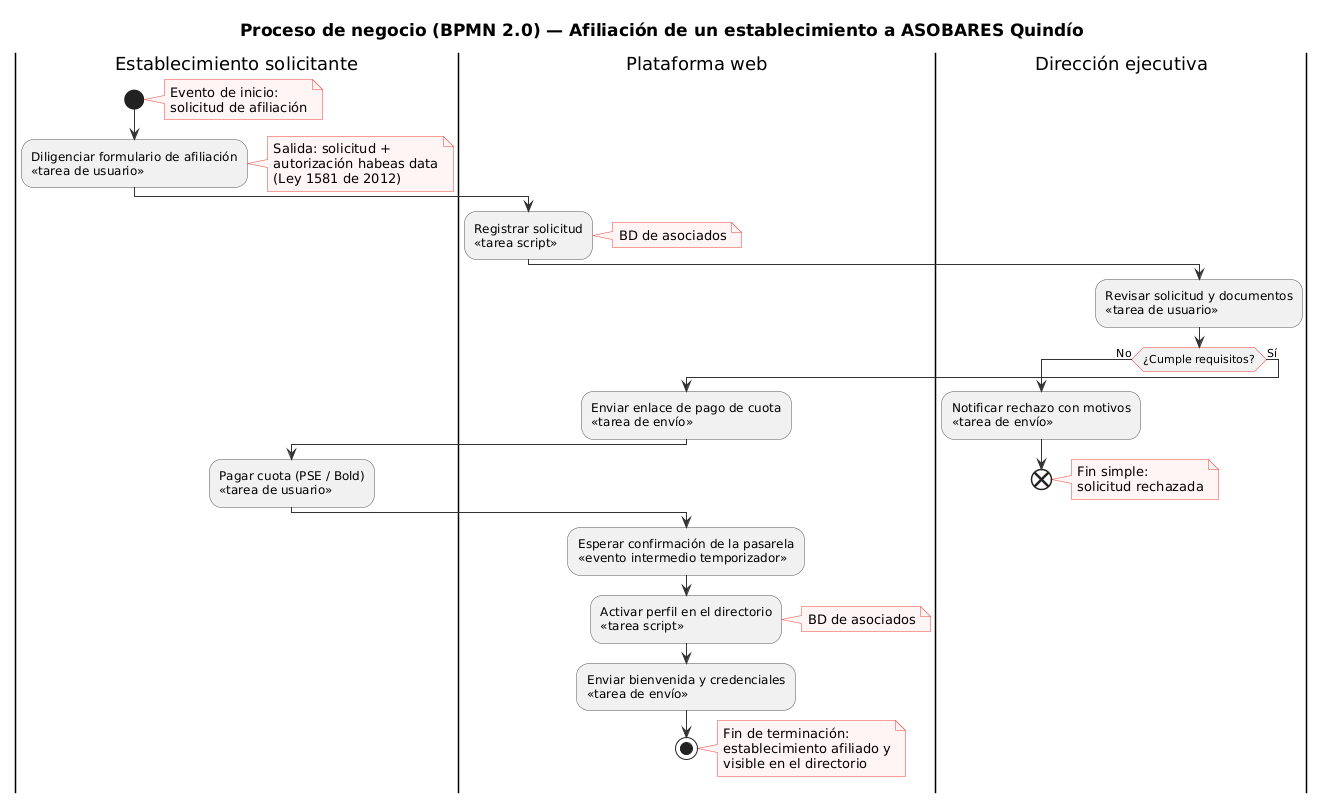 Proceso de negocio (BPMN 2.0) — Afiliación de un establecimiento a ASOBARES Quindío
Establecimiento solicitante
Plataforma web
Dirección ejecutiva
Evento de inicio:
solicitud de afiliación
Diligenciar formulario de afiliación
«tarea de usuario»
Salida: solicitud +
autorización habeas data
(Ley 1581 de 2012)
Registrar solicitud
«tarea script»
BD de asociados
Revisar solicitud y documentos
«tarea de usuario»
No
¿Cumple requisitos?
Sí
Enviar enlace de pago de cuota
«tarea de envío»
Notificar rechazo con motivos
«tarea de envío»
Pagar cuota (PSE / Bold)
«tarea de usuario»
Fin simple:
solicitud rechazada
Esperar confirmación de la pasarela
«evento intermedio temporizador»
Activar perfil en el directorio
«tarea script»
BD de asociados
Enviar bienvenida y credenciales
«tarea de envío»
Fin de terminación:
establecimiento afiliado y
visible en el directorio